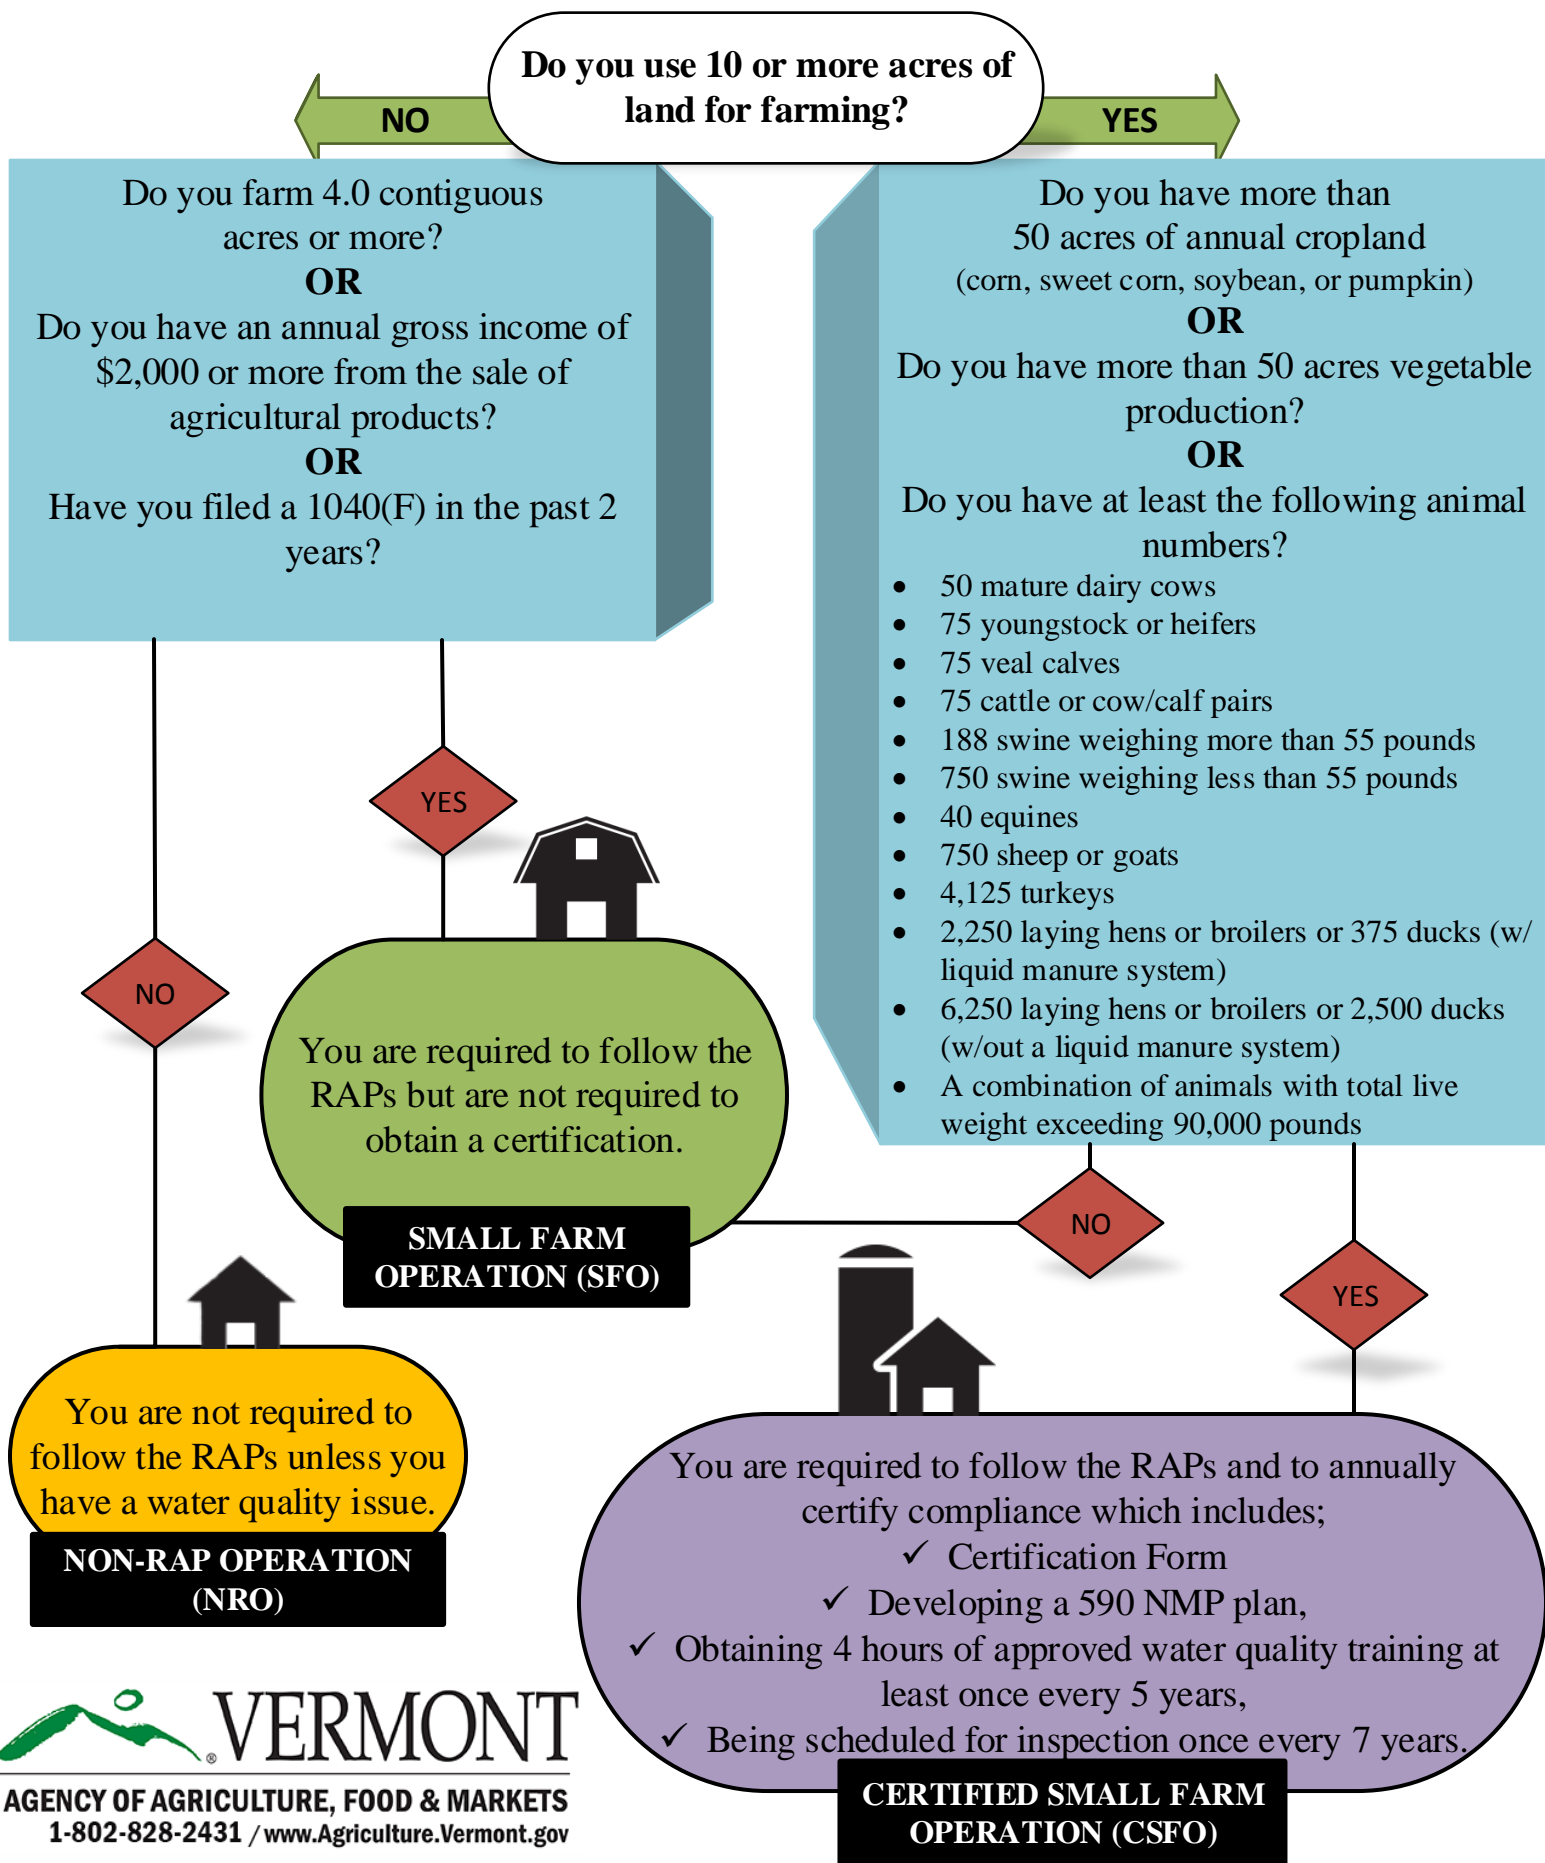 Do you use 10 or more acres of
land for farming?
NO
YES
Do you farm 4.0 contiguous
acres or more?
OR
Do you have an annual gross income of
$2,000 or more from the sale of
agricultural products?
OR
Have you filed a 1040(F) in the past 2
years?
Do you have more than
50 acres of annual cropland
(corn, sweet corn, soybean, or pumpkin)
OR
Do you have more than 50 acres vegetable
production?
OR
Do you have at least the following animal
numbers?
• 50 mature dairy cows
• 75 youngstock or heifers
• 75 veal calves
• 75 cattle or cow/calf pairs
• 188 swine weighing more than 55 pounds
• 750 swine weighing less than 55 pounds
• 40 equines
• 750 sheep or goats
• 4,125 turkeys
• 2,250 laying hens or broilers or 375 ducks (w/
liquid manure system)
• 6,250 laying hens or broilers or 2,500 ducks
(w/out a liquid manure system)
• A combination of animals with total live
weight exceeding 90,000 pounds
YES
NO
You are required to follow the
RAPs but are not required to
obtain a certification.
SMALL FARM
OPERATION (SFO)
NO
YES
You are not required to
follow the RAPs unless you
have a water quality issue.
NON-RAP OPERATION
(NRO)
You are required to follow the RAPs and to annually
certify compliance which includes;
✓ Certification Form
✓ Developing a 590 NMP plan,
✓ Obtaining 4 hours of approved water quality training at
least once every 5 years,
✓ Being scheduled for inspection once every 7 years.
CERTIFIED SMALL FARM
OPERATION (CSFO)
® VERMONT
AGENCY OF AGRICULTURE, FOOD & MARKETS
1-802-828-2431 / www.Agriculture.Vermont.gov